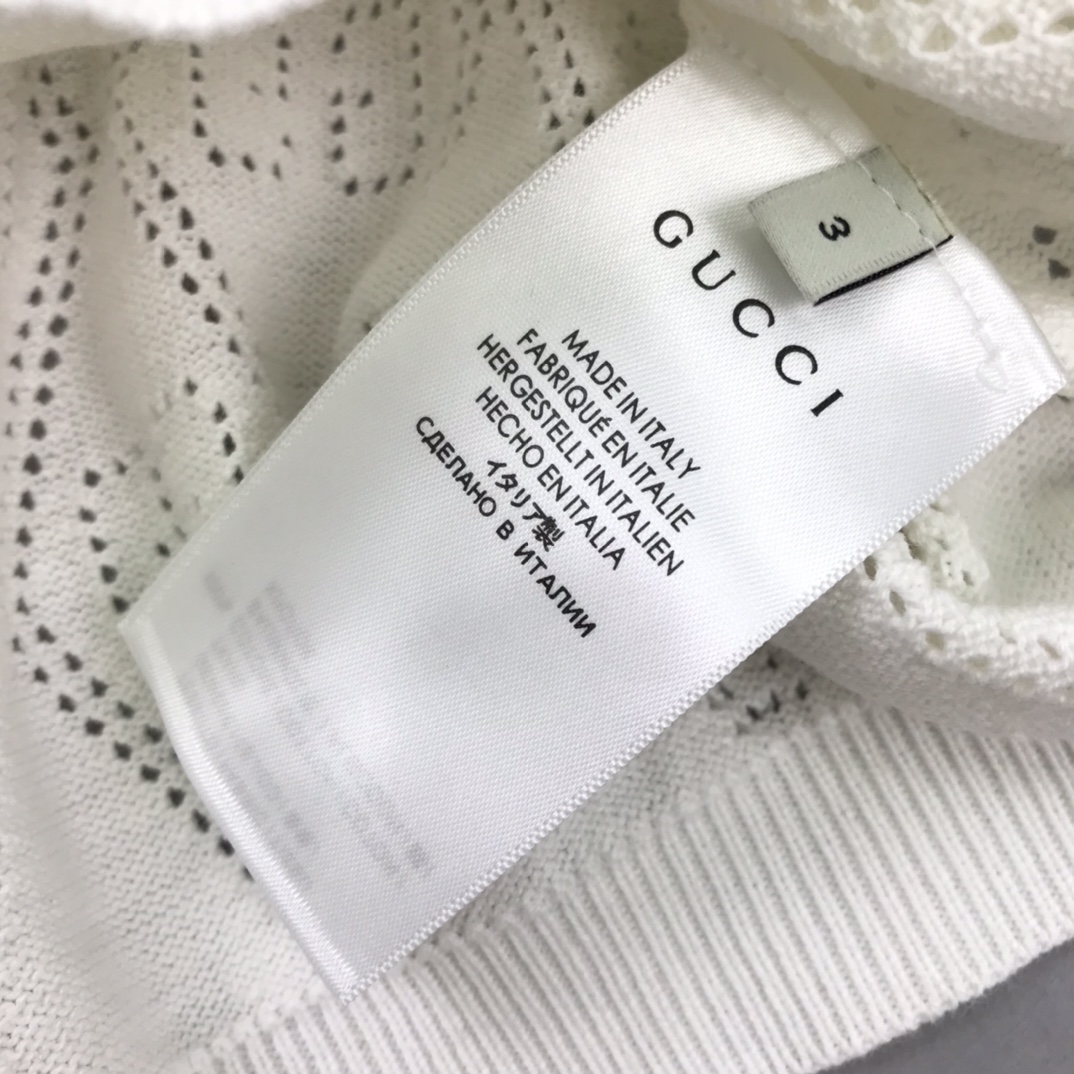 3
GUCCI
MADE IN ITALY
FABRIQUÉ EN ITALIE
HERGESTELLT IN ITALIEN
HECHO EN ITALIA
イタリア製
СДЕЛАНО В ИТАЛИИ